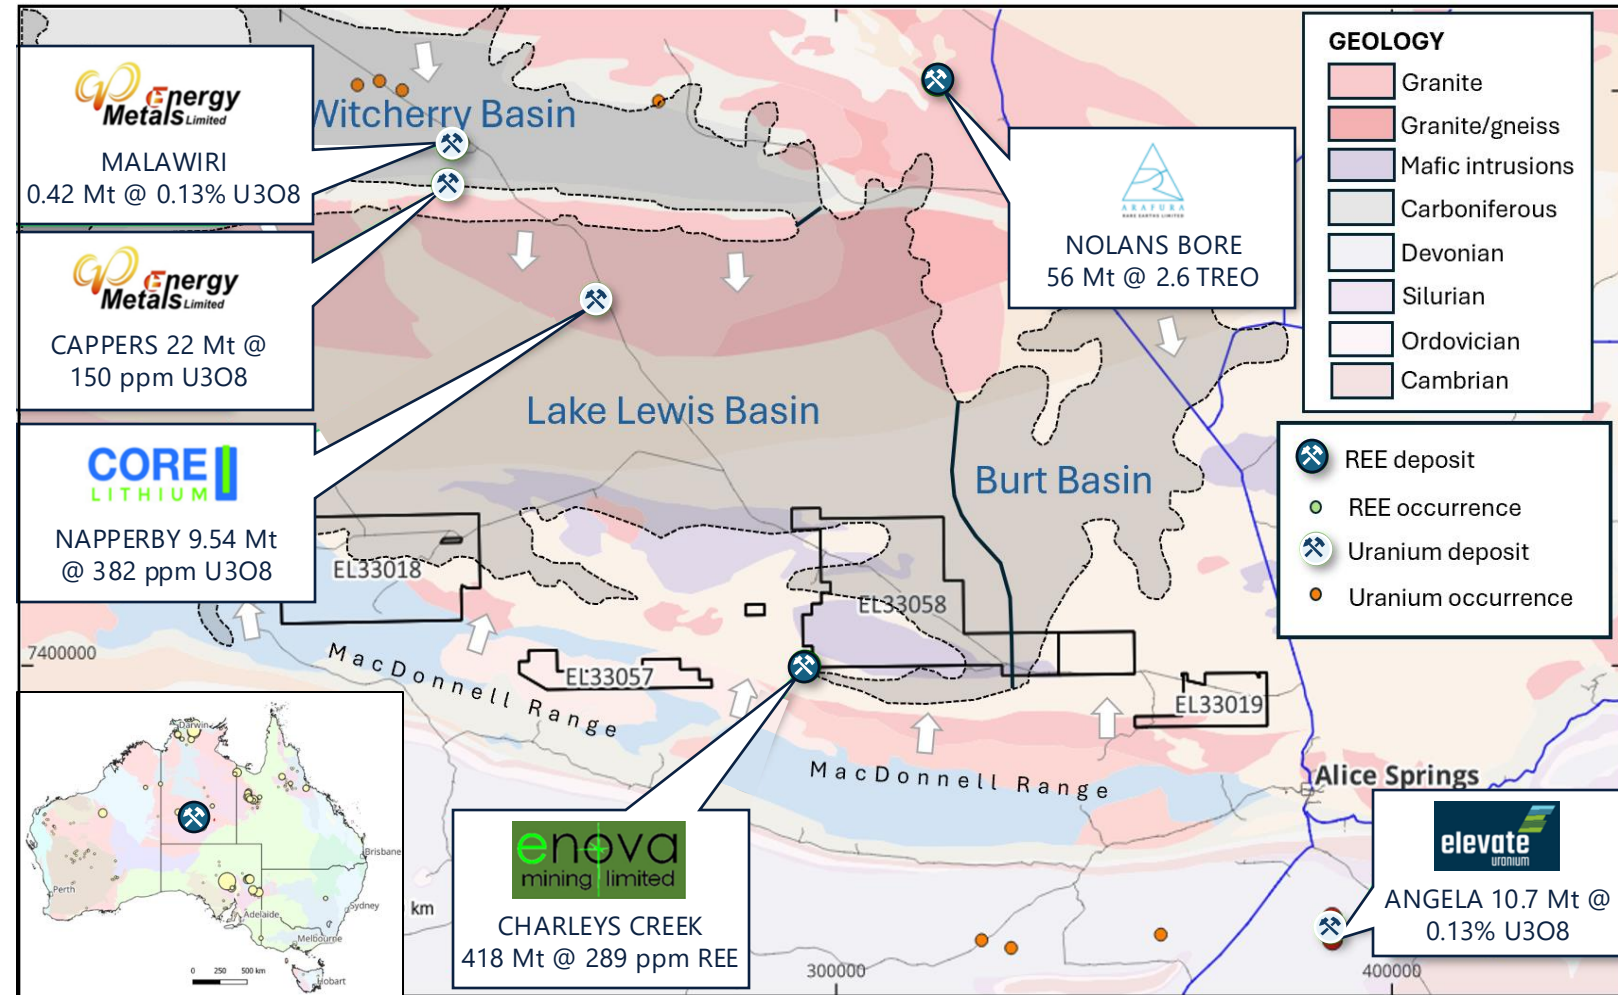 Energy
Metals Limited
MALAWIRI
0.42 Mt @ 0.13% U3O8
Energy
Metals Limited
CAPPERS 22 Mt @
150 ppm U3O8
CORE
LITHIUM
NAPPERBY 9.54 Mt
@ 382 ppm U3O8
Witcherry Basin
Lake Lewis Basin
Burt Basin
ARAFURA
RARE EARTHS LIMITED
NOLANS BORE
56 Mt @ 2.6 TREO
GEOLOGY
Granite
Granite/gneiss
Mafic intrusions
Carboniferous
Devonian
Silurian
Ordovician
Cambrian
REE deposit
REE occurrence
Uranium deposit
Uranium occurrence
EL33018
EL33058
EL33057
EL33019
7400000
MacDonnell Range
MacDonnell Range
Alice Springs
Darwin
Brisbane
Perth
Sydney
Adelaide
Melbourne
Hobart
0 250 500 km
km
enova
mining limited
CHARLEYS CREEK
418 Mt @ 289 ppm REE
elevate
uranium
ANGELA 10.7 Mt @
0.13% U3O8
300000
400000